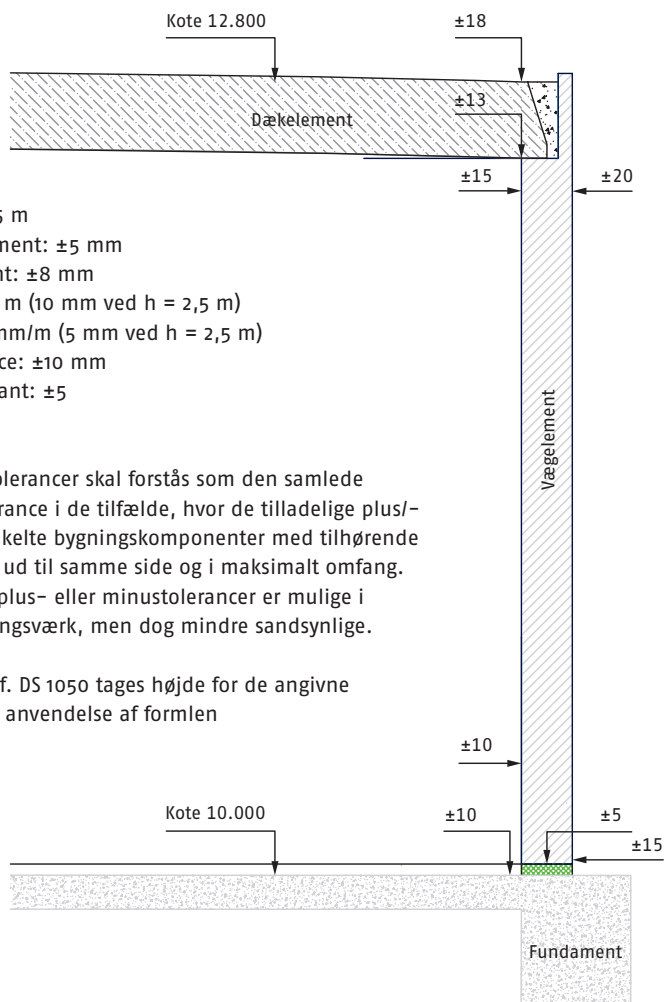 Kote 12.800
±18
±13
Dækelement
±15
±20
5 m
ment: ±5 mm
nt: ±8 mm
m (10 mm ved h = 2,5 m)
mm/m (5 mm ved h = 2,5 m)
ce: ±10 mm
ant: ±5
Vægelement
olerancer skal forstås som den samlede
rance i de tilfælde, hvor de tilladelige plus/-
kelte bygningskomponenter med tilhørende
ud til samme side og i maksimalt omfang.
plus- eller minustolerancer er mulige i
ngsværk, men dog mindre sandsynlige.
f. DS 1050 tages højde for de angivne
anvendelse af formlen
±10
Kote 10.000
±10
±5
±15
Fundament